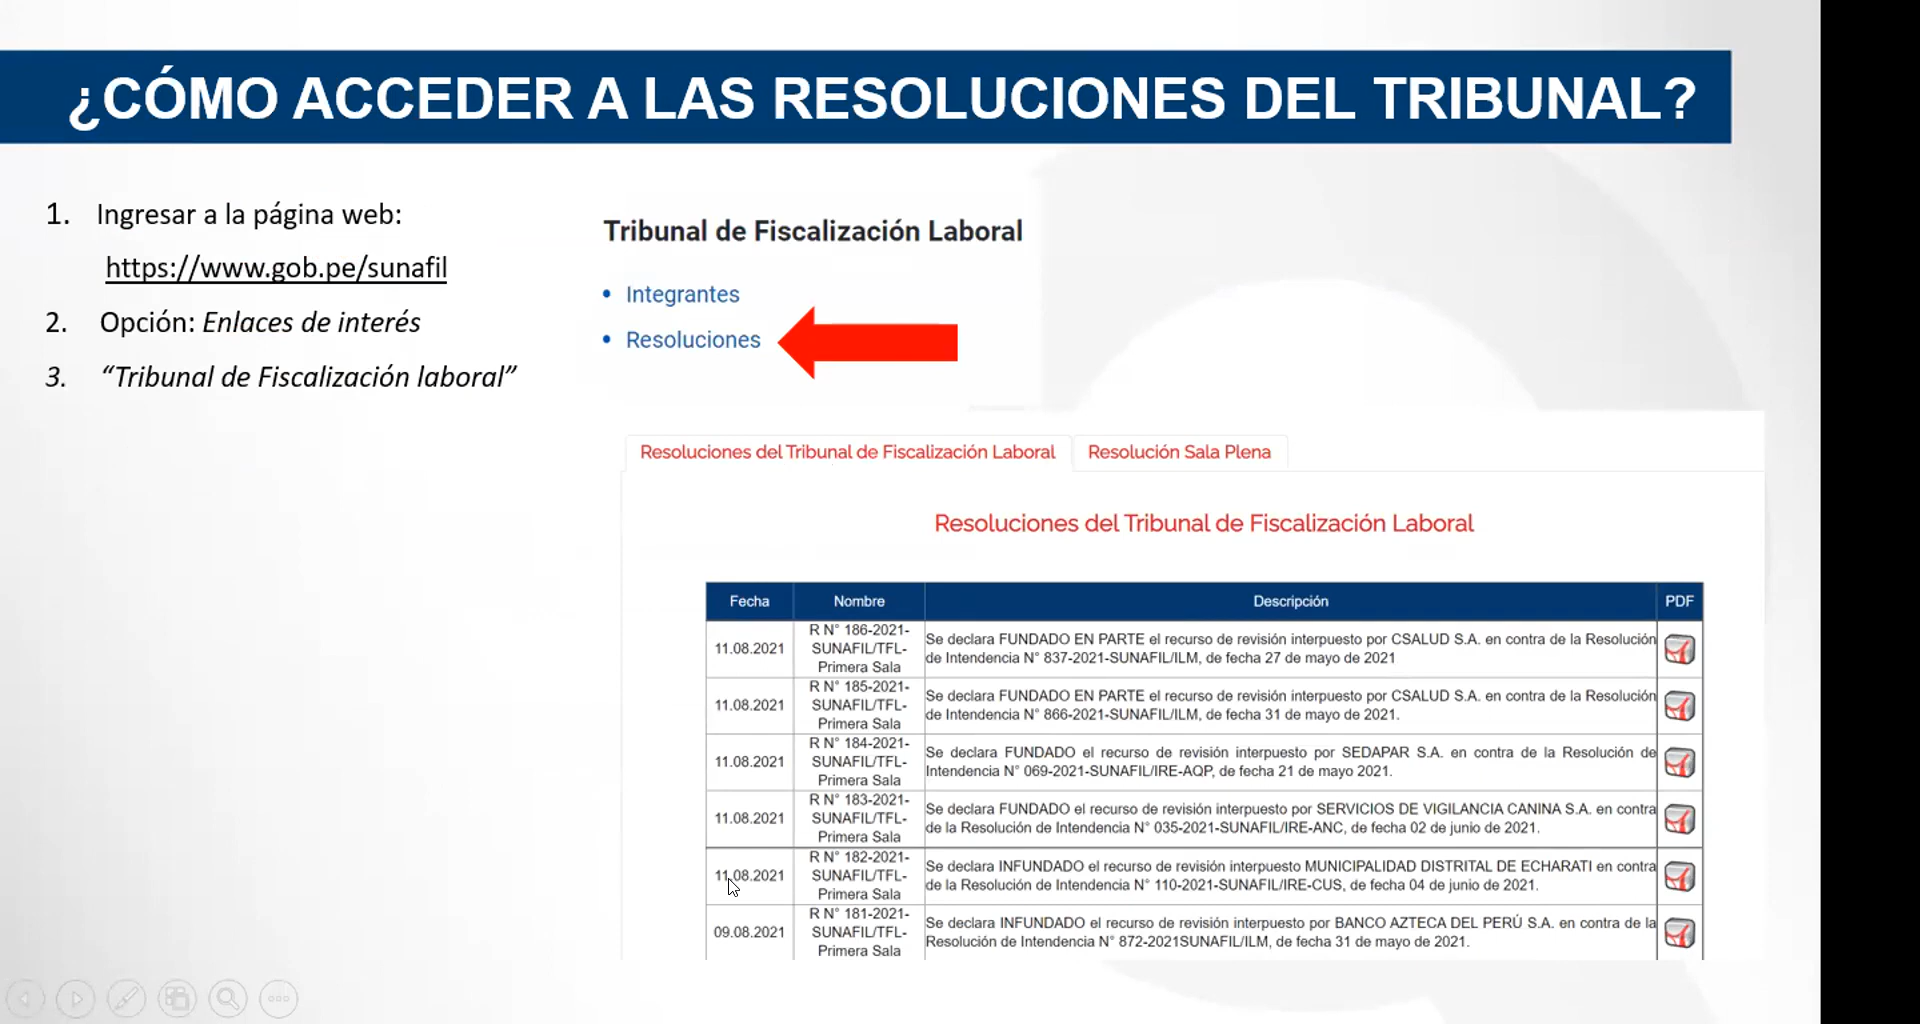 ¿CÓMO ACCEDER A LAS RESOLUCIONES DEL TRIBUNAL?
1. Ingresar a la página web:
https://www.gob.pe/sunafil
2. Opción: Enlaces de interés
3. “Tribunal de Fiscalización laboral”
Tribunal de Fiscalización Laboral
• Integrantes
• Resoluciones
Resoluciones del Tribunal de Fiscalización Laboral
Resolución Sala Plena
Resoluciones del Tribunal de Fiscalización Laboral
Fecha Nombre Descripción PDF
11.08.2021
R N° 186-2021-
SUNAFIL/TFL-
Primera Sala
Se declara FUNDADO EN PARTE el recurso de revisión interpuesto por CSALUD S.A. en contra de la Resolución
de Intendencia N° 837-2021-SUNAFIL/ILM, de fecha 27 de mayo de 2021
11.08.2021
R N° 185-2021-
SUNAFIL/TFL-
Primera Sala
Se declara FUNDADO EN PARTE el recurso de revisión interpuesto por CSALUD S.A. en contra de la Resolución
de Intendencia N° 866-2021-SUNAFIL/ILM, de fecha 31 de mayo de 2021.
11.08.2021
R N° 184-2021-
SUNAFIL/TFL-
Primera Sala
Se declara FUNDADO el recurso de revisión interpuesto por SEDAPAR S.A. en contra de la Resolución de
Intendencia N° 069-2021-SUNAFIL/IRE-AQP, de fecha 21 de mayo 2021.
11.08.2021
R N° 183-2021-
SUNAFIL/TFL-
Primera Sala
Se declara FUNDADO el recurso de revisión interpuesto por SERVICIOS DE VIGILANCIA CANINA S.A. en contra
de la Resolución de Intendencia N° 035-2021-SUNAFIL/IRE-ANC, de fecha 02 de junio de 2021.
11.08.2021
R N° 182-2021-
SUNAFIL/TFL-
Primera Sala
Se declara INFUNDADO el recurso de revisión interpuesto MUNICIPALIDAD DISTRITAL DE ECHARATI en contra
de la Resolución de Intendencia N° 110-2021-SUNAFIL/IRE-CUS, de fecha 04 de junio de 2021.
09.08.2021
R N° 181-2021-
SUNAFIL/TFL-
Primera Sala
Se declara INFUNDADO el recurso de revisión interpuesto por BANCO AZTECA DEL PERÚ S.A. en contra de la
Resolución de Intendencia N° 872-2021SUNAFIL/ILM, de fecha 31 de mayo de 2021.